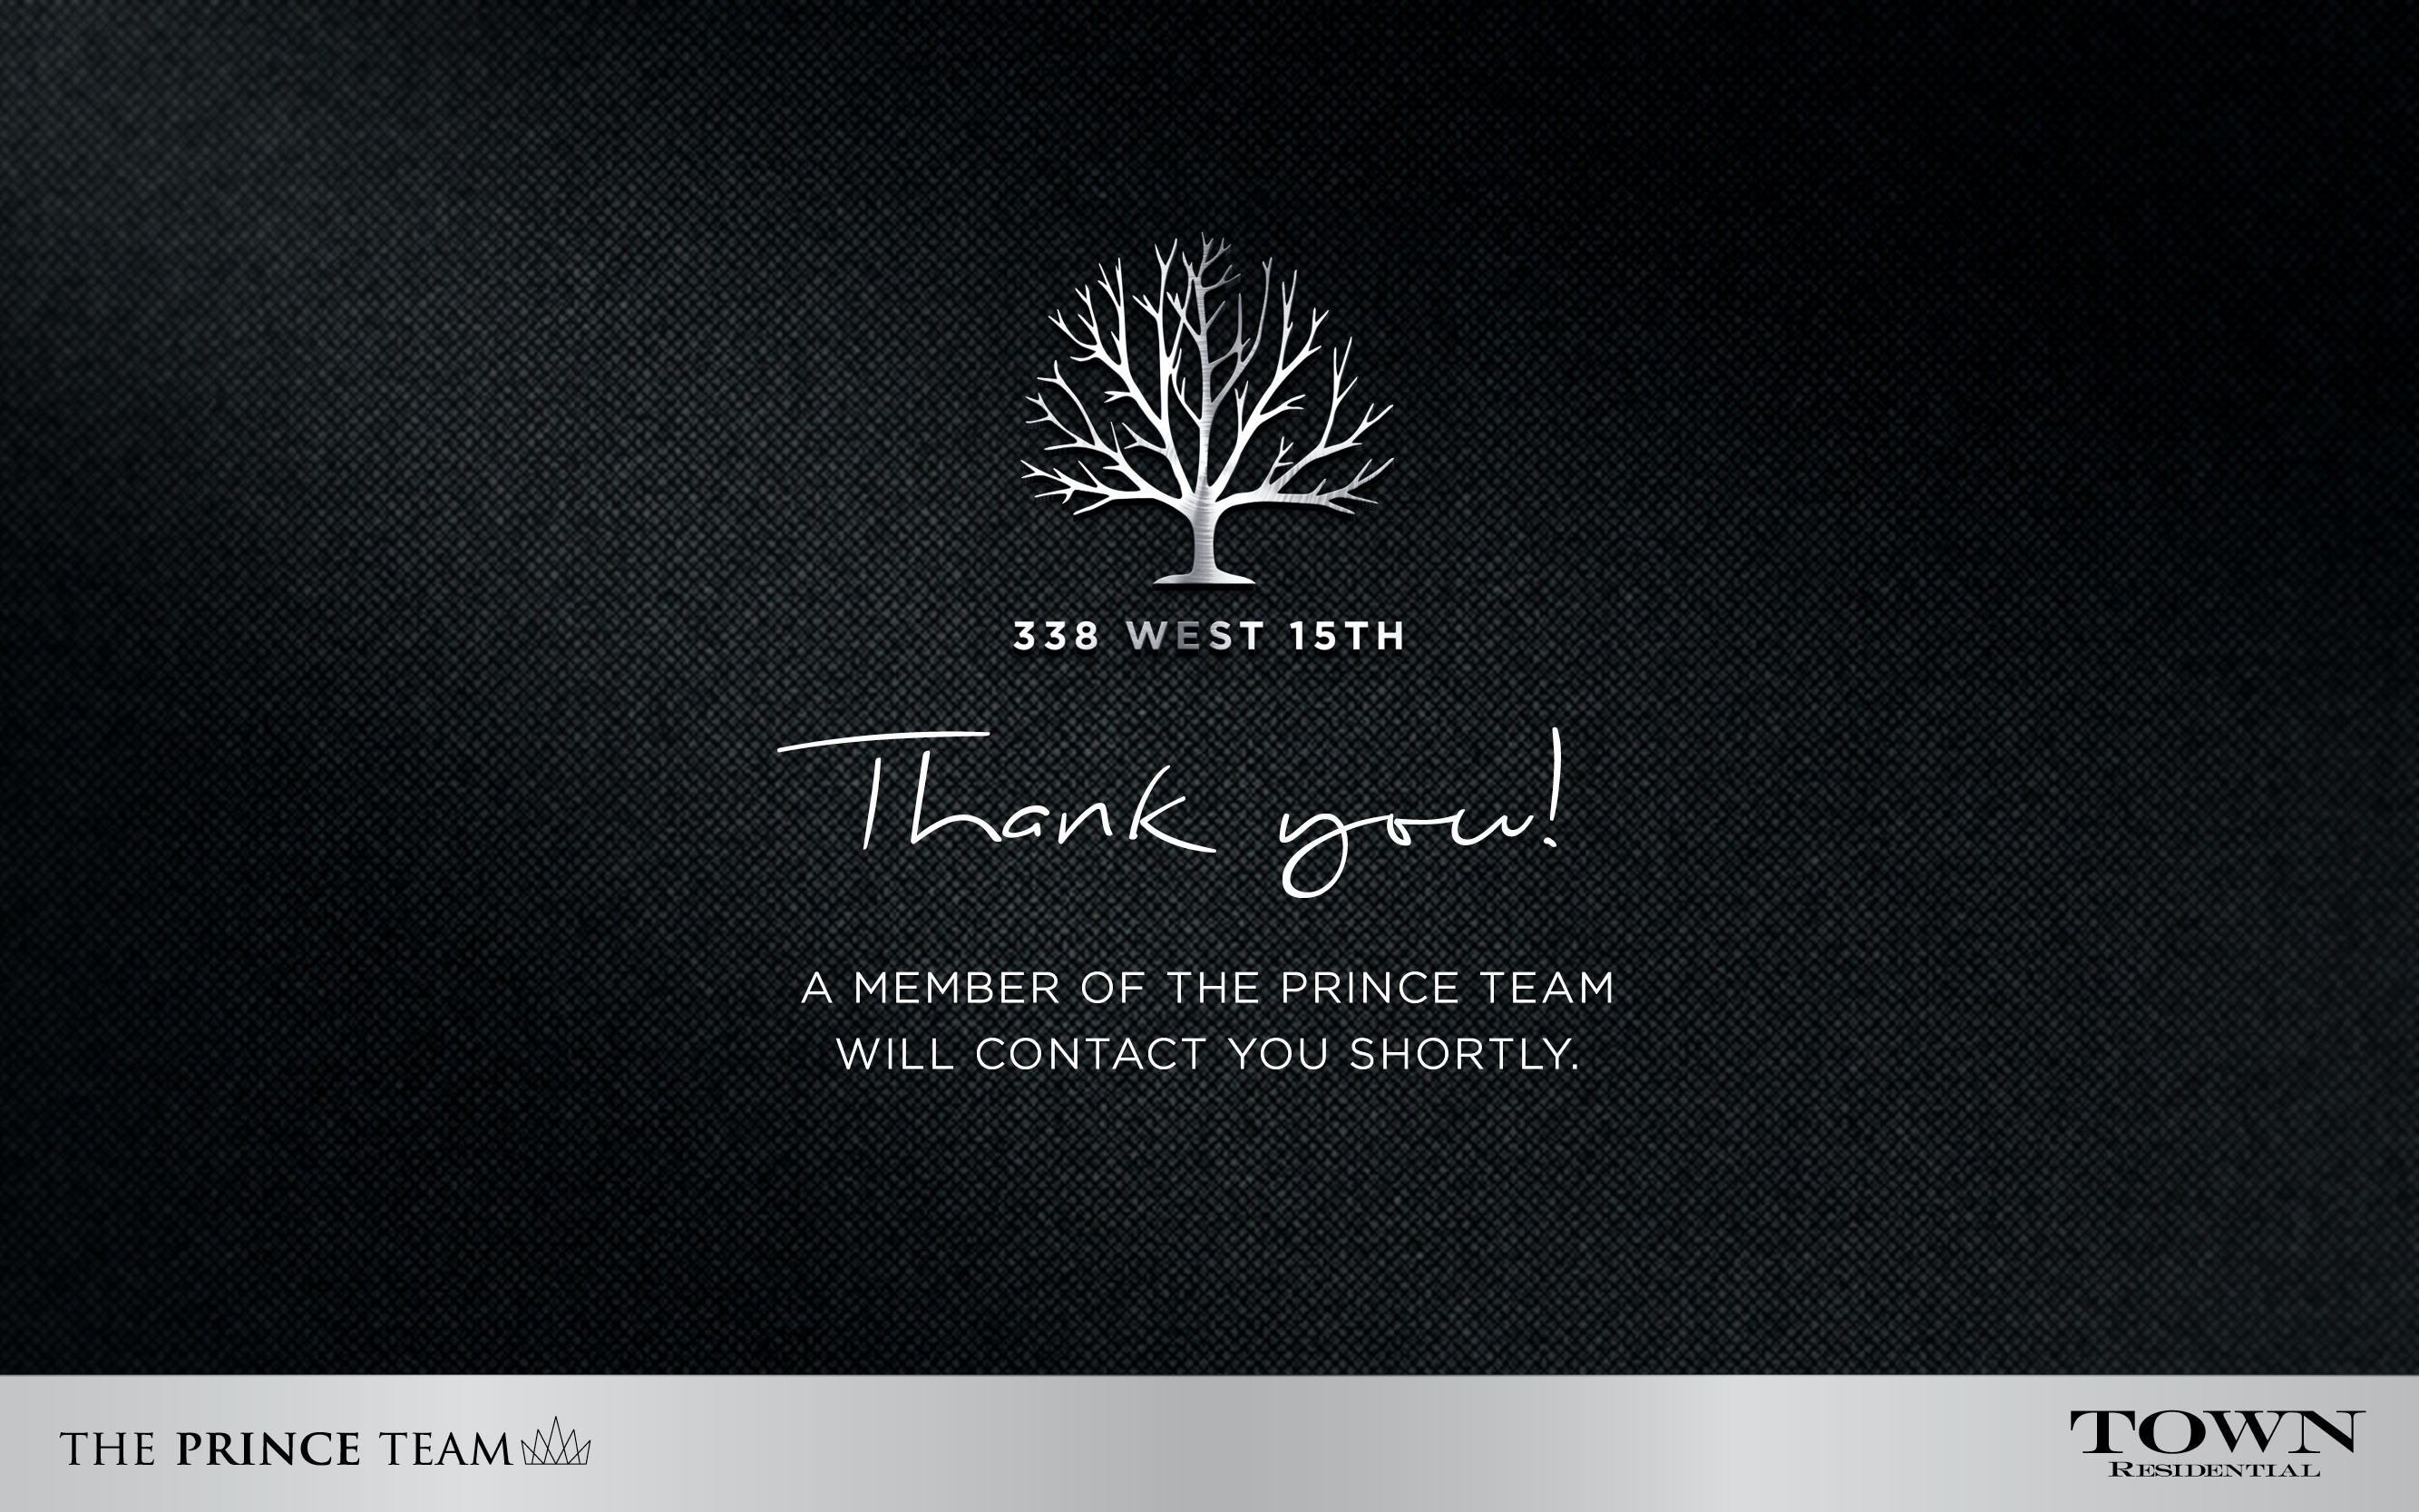 338 WEST 15TH
Thank you!
A MEMBER OF THE PRINCE TEAM
WILL CONTACT YOU SHORTLY.
THE PRINCE TEAM
TOWN
RESIDENTIAL